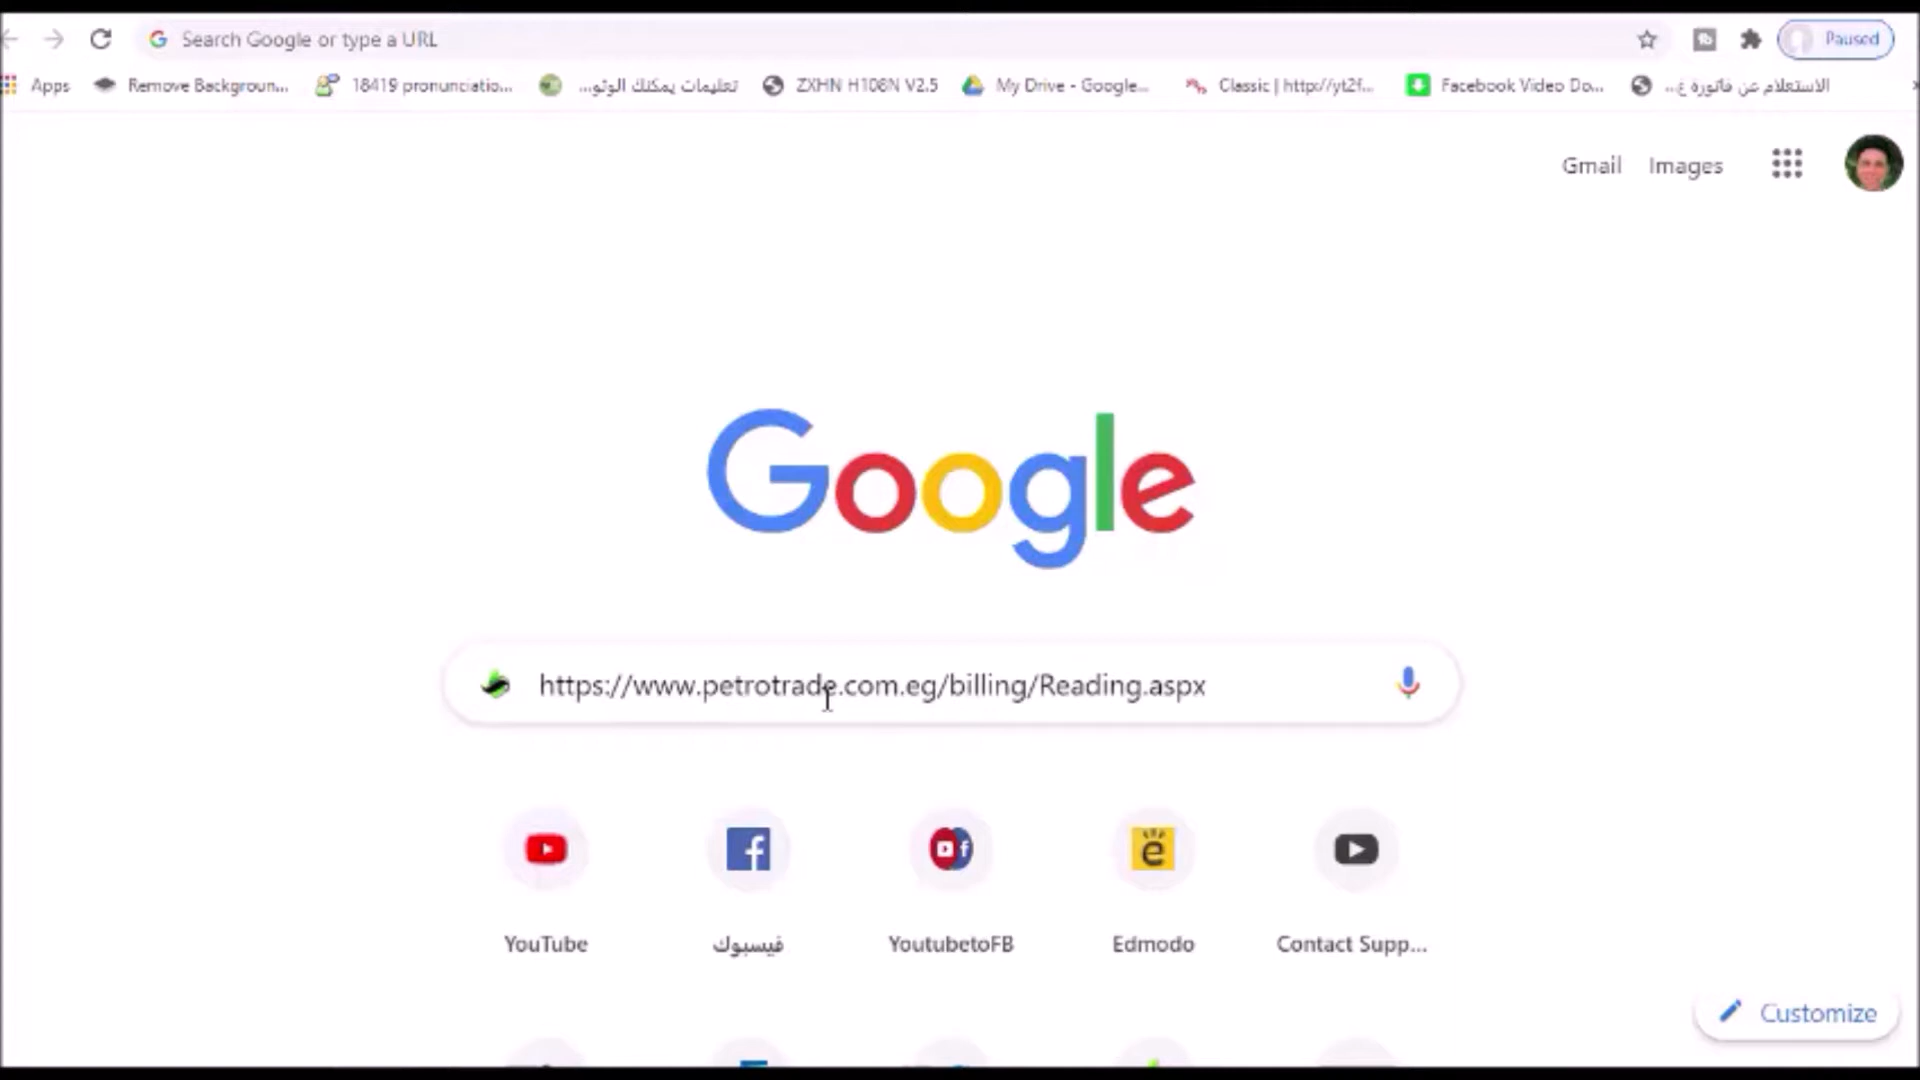 Search Google or type a URL
Paused
Apps
Remove Backgroun...
18419 pronunciatio...
تعليمات يمكنك الوثو...
ZXHN H108N V2.5
My Drive - Google...
Classic | http://yt2f...
Facebook Video Do...
الاستعلام عن فاتورة غ...
Gmail
Images
Google
https://www.petrotrade.com.eg/billing/Reading.aspx
YouTube
فيسبوك
YoutubetoFB
Edmodo
Contact Supp...
Customize